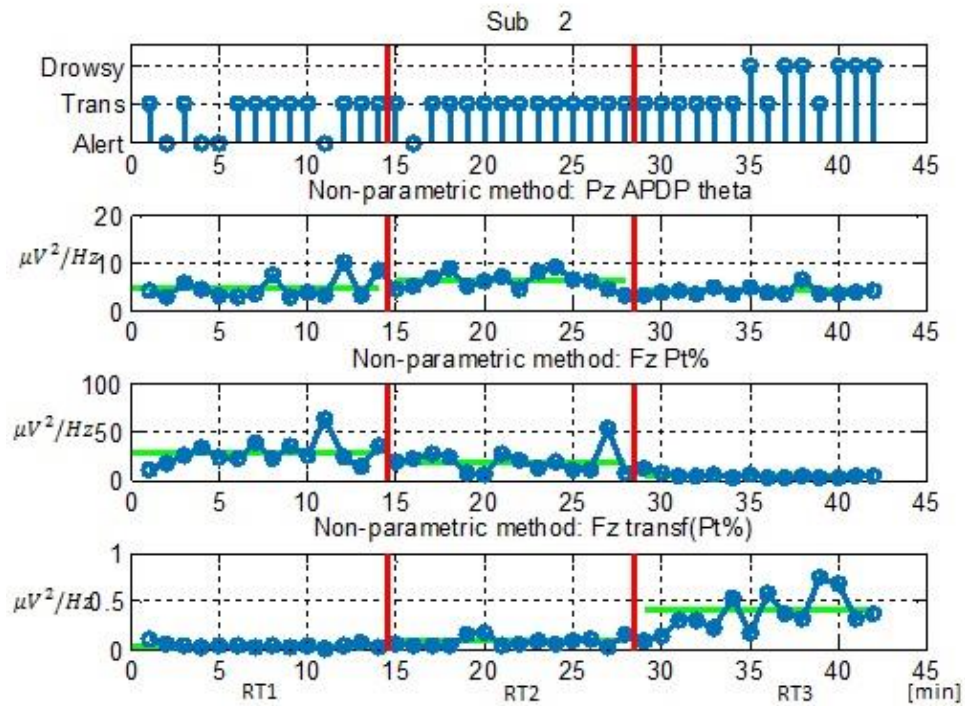 Sub 2
Drowsy
Trans
Alert
0 5 10 15 20 25 30 35 40 45
Non-parametric method: Pz APDP theta
20
μV²/Hz 10
0
0 5 10 15 20 25 30 35 40 45
Non-parametric method: Fz Pt%
100
μV²/Hz 50
0
0 5 10 15 20 25 30 35 40 45
Non-parametric method: Fz transf(Pt%)
1
μV²/Hz 0.5
0
0 5 10 15 20 25 30 35 40 45
RT1 RT2 RT3 [min]